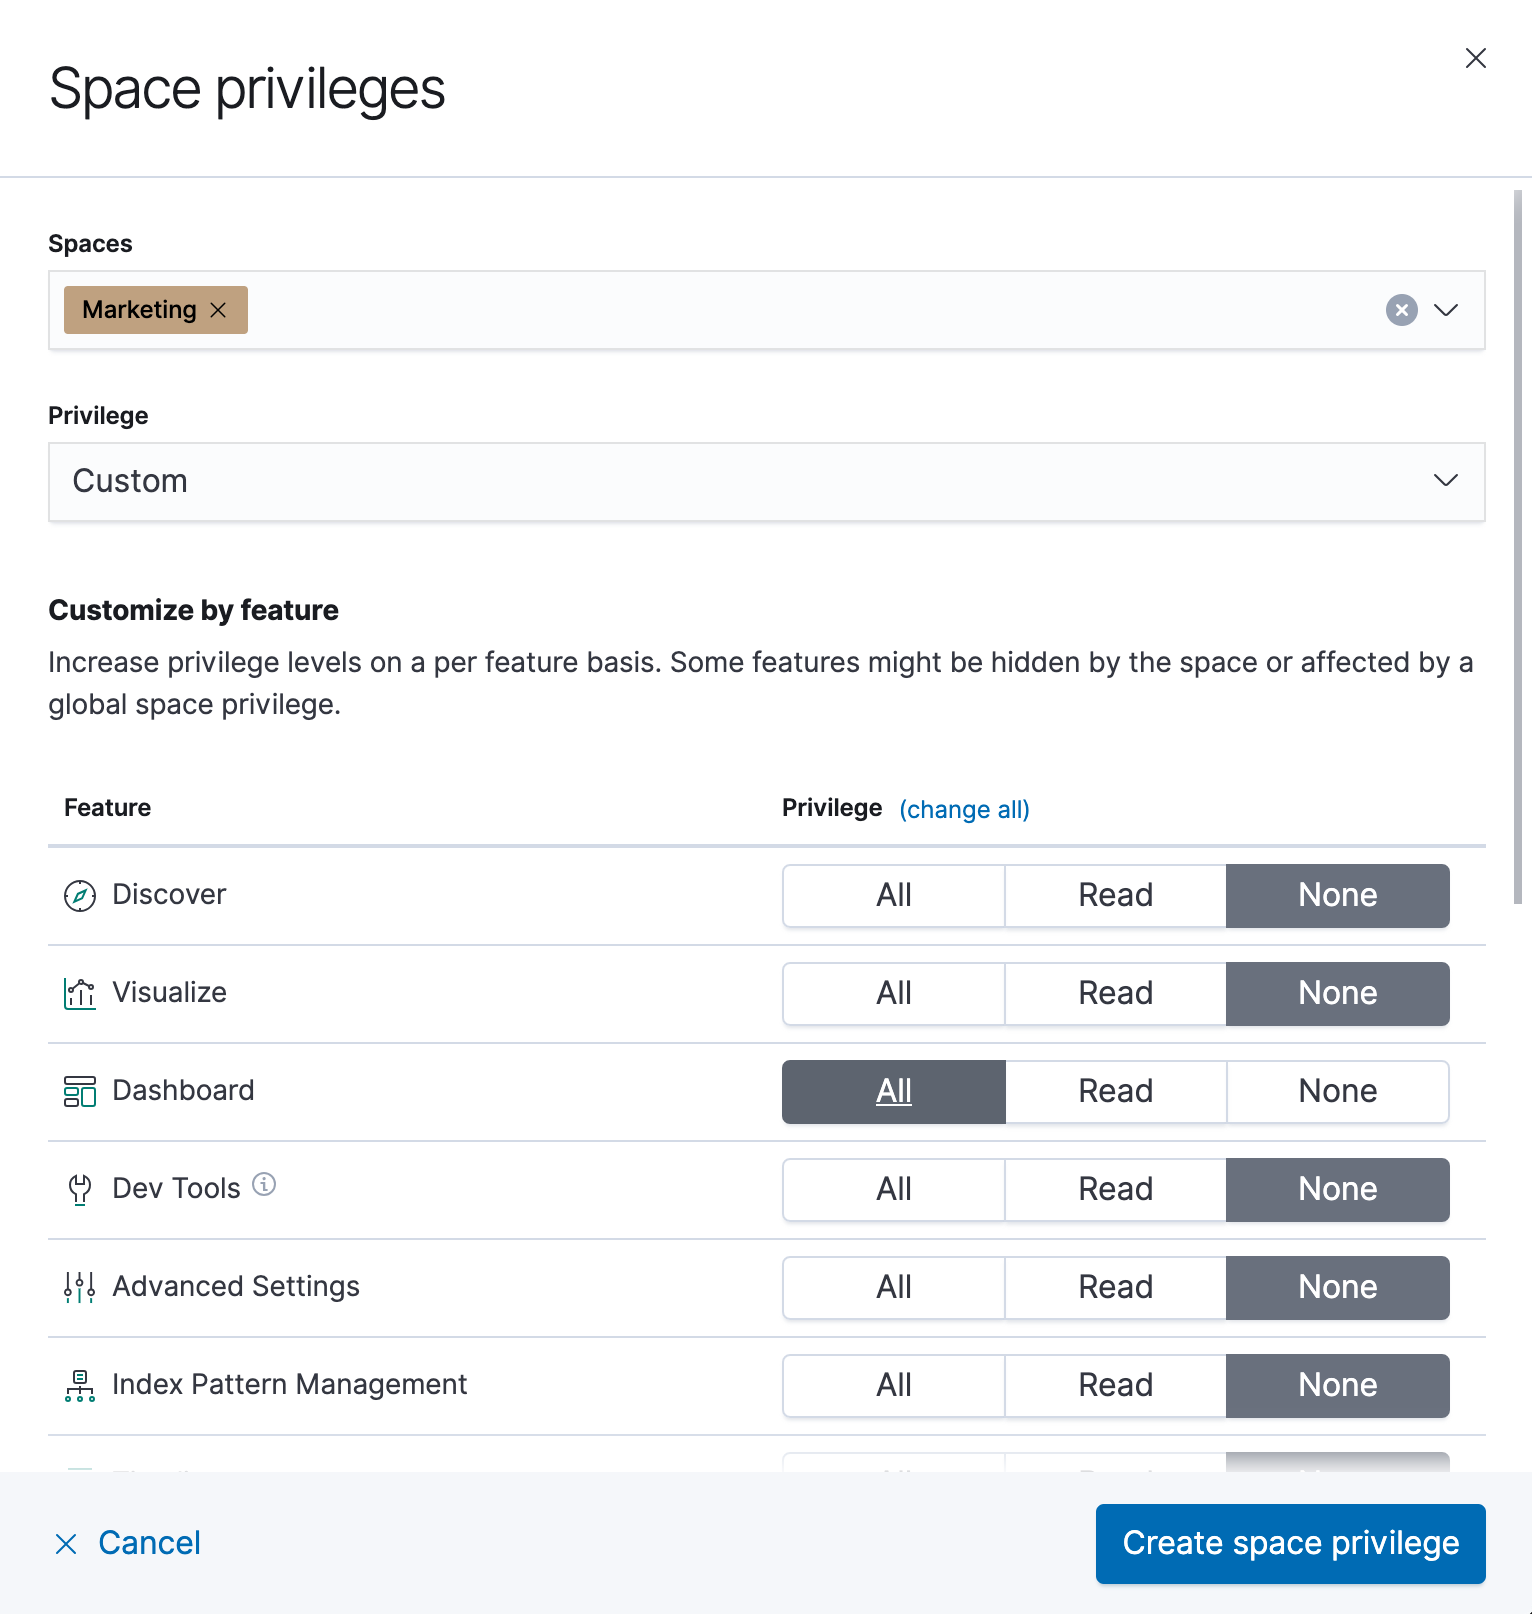 Space privileges
Spaces
Marketing
Privilege
Custom
Customize by feature
Increase privilege levels on a per feature basis. Some features might be hidden by the space or affected by a
global space privilege.
Feature Privilege (change all)
Discover All Read None
Visualize All Read None
Dashboard All Read None
Dev Tools All Read None
Advanced Settings All Read None
Index Pattern Management All Read None
Cancel Create space privilege